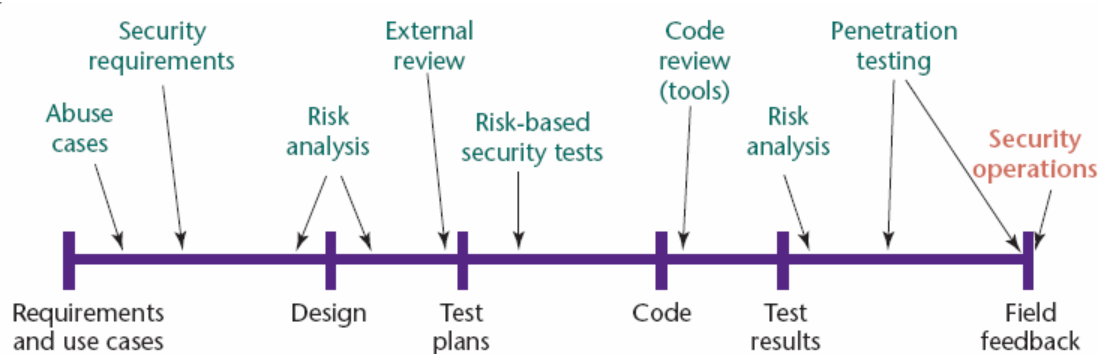 Security
requirements
External
review
Code
review
(tools)
Penetration
testing
Abuse
cases
Risk
analysis
Risk-based
security tests
Risk
analysis
Security
operations
Requirements
and use cases
Design
Test
plans
Code
Test
results
Field
feedback